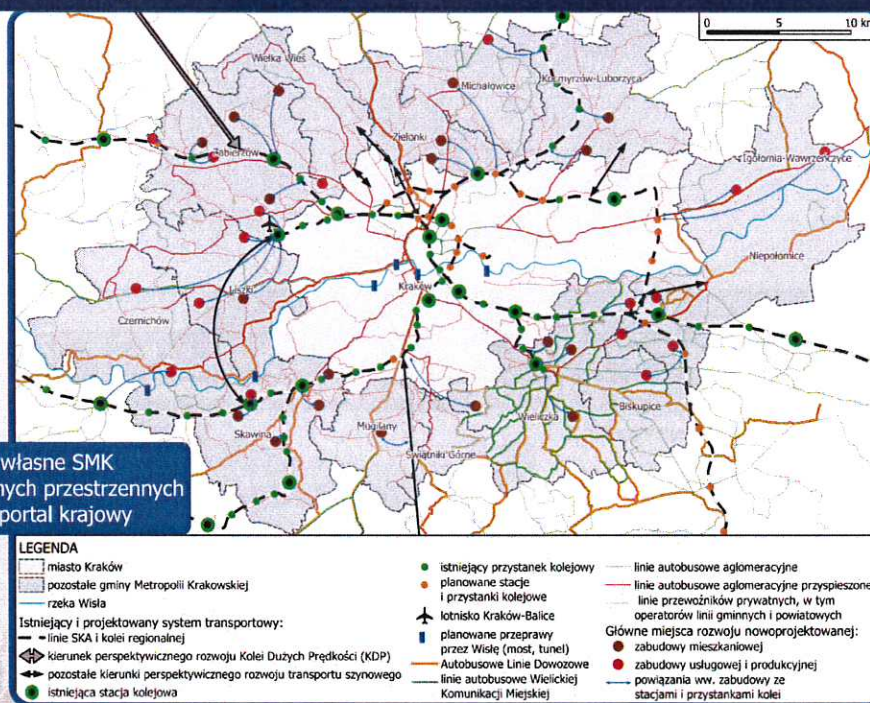 0 5 10 km
Wielka Wieś
Michałowice
Kocmyrzów-Luborzyca
Zielonki
Zabierzów
Igołomia-Wawrzeńczyce
Niepołomice
Kraków
Liszki
Czernichów
Wieliczka
Biskupice
Skawina
Mogilany
Świątniki Górne
własne SMK
nych przestrzennych
portal krajowy
LEGENDA
miasto Kraków
pozostałe gminy Metropolii Krakowskiej
rzeka Wisła
Istniejący i projektowany system transportowy:
linie SKA i kolei regionalnej
kierunek perspektywicznego rozwoju Kolei Dużych Prędkości (KDP)
pozostałe kierunki perspektywicznego rozwoju transportu szynowego
istniejąca stacja kolejowa
istniejący przystanek kolejowy
planowane stacje
i przystanki kolejowe
lotnisko Kraków-Balice
planowane przeprawy
przez Wisłę (most, tunel)
Autobusowe Linie Dowozowe
linie autobusowe Wielickiej
Komunikacji Miejskiej
linie autobusowe aglomeracyjne
linie autobusowe aglomeracyjne przyspieszone
linie przewoźników prywatnych, w tym
operatorów linii gminnych i powiatowych
Główne miejsca rozwoju nowoprojektowanej:
zabudowy mieszkaniowej
zabudowy usługowej i produkcyjnej
powiązania ww. zabudowy ze
stacjami i przystankami kolei